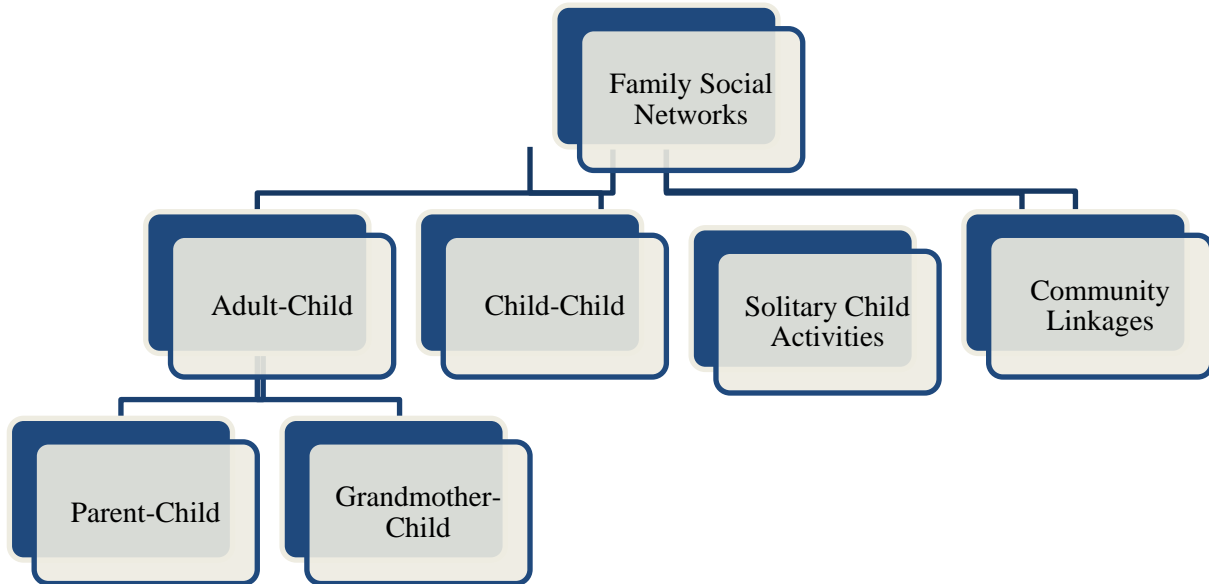 Family Social
Networks
Adult-Child
Child-Child
Solitary Child
Activities
Community
Linkages
Parent-Child
Grandmother-
Child